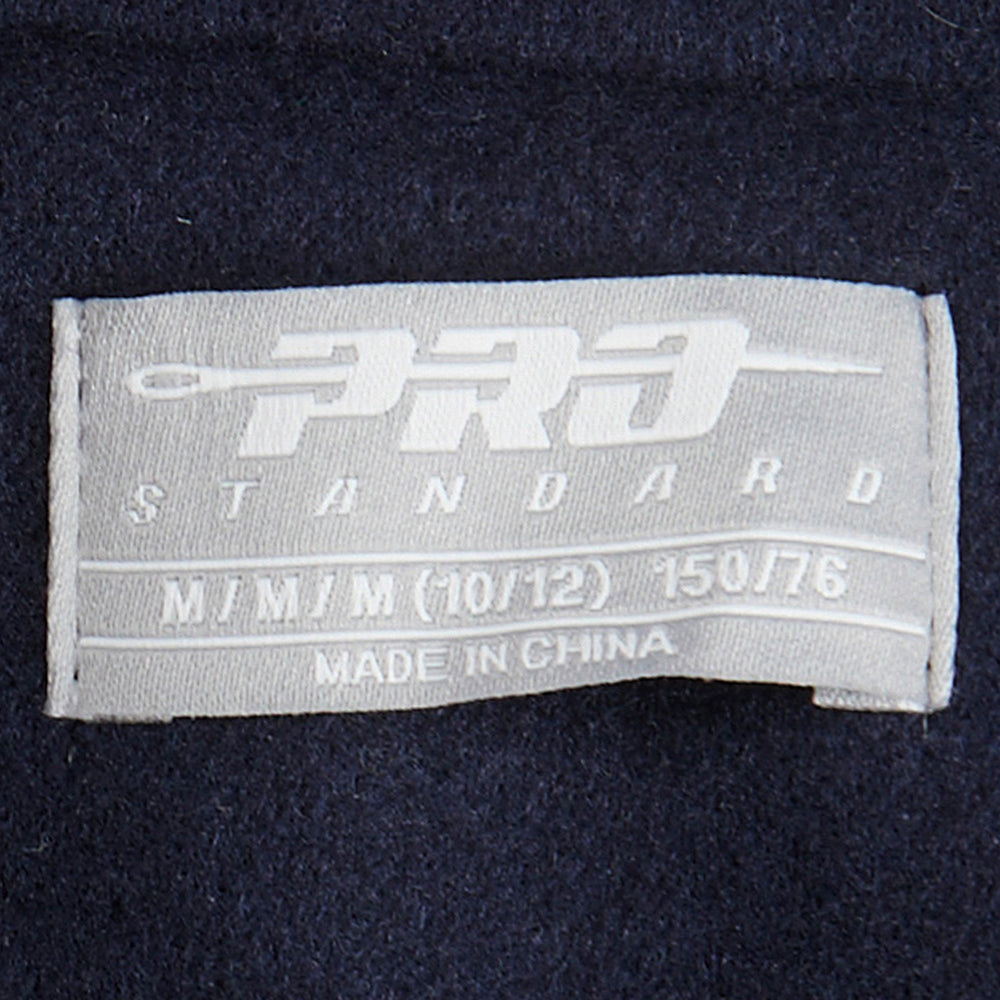 PRO
STANDARD
M / M / M (10/12) 150/76
MADE IN CHINA